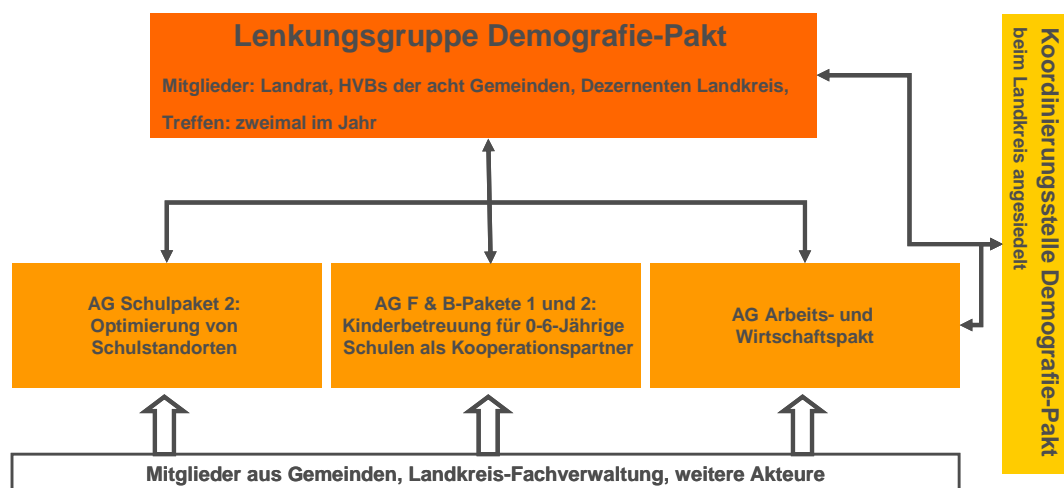 Lenkungsgruppe Demografie-Pakt
Mitglieder: Landrat, HVBs der acht Gemeinden, Dezernenten Landkreis,
Treffen: zweimal im Jahr
Koordinierungsstelle Demografie-Pakt
beim Landkreis angesiedelt
AG Schulpaket 2:
Optimierung von
Schulstandorten
AG F & B-Pakete 1 und 2:
Kinderbetreuung für 0-6-Jährige
Schulen als Kooperationspartner
AG Arbeits- und
Wirtschaftspakt
Mitglieder aus Gemeinden, Landkreis-Fachverwaltung, weitere Akteure